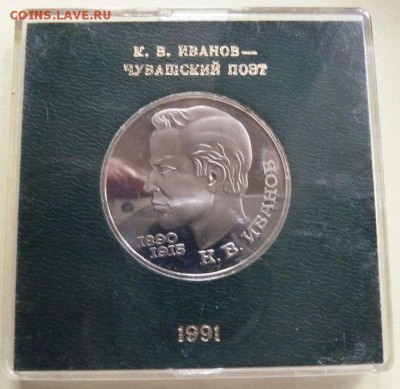 COINS.LAVE.RU
К. В. ИВАНОВ—
ЧУВАШСКИЙ ПОЭТ
1890
1915
К. В. ИВАНОВ
1991